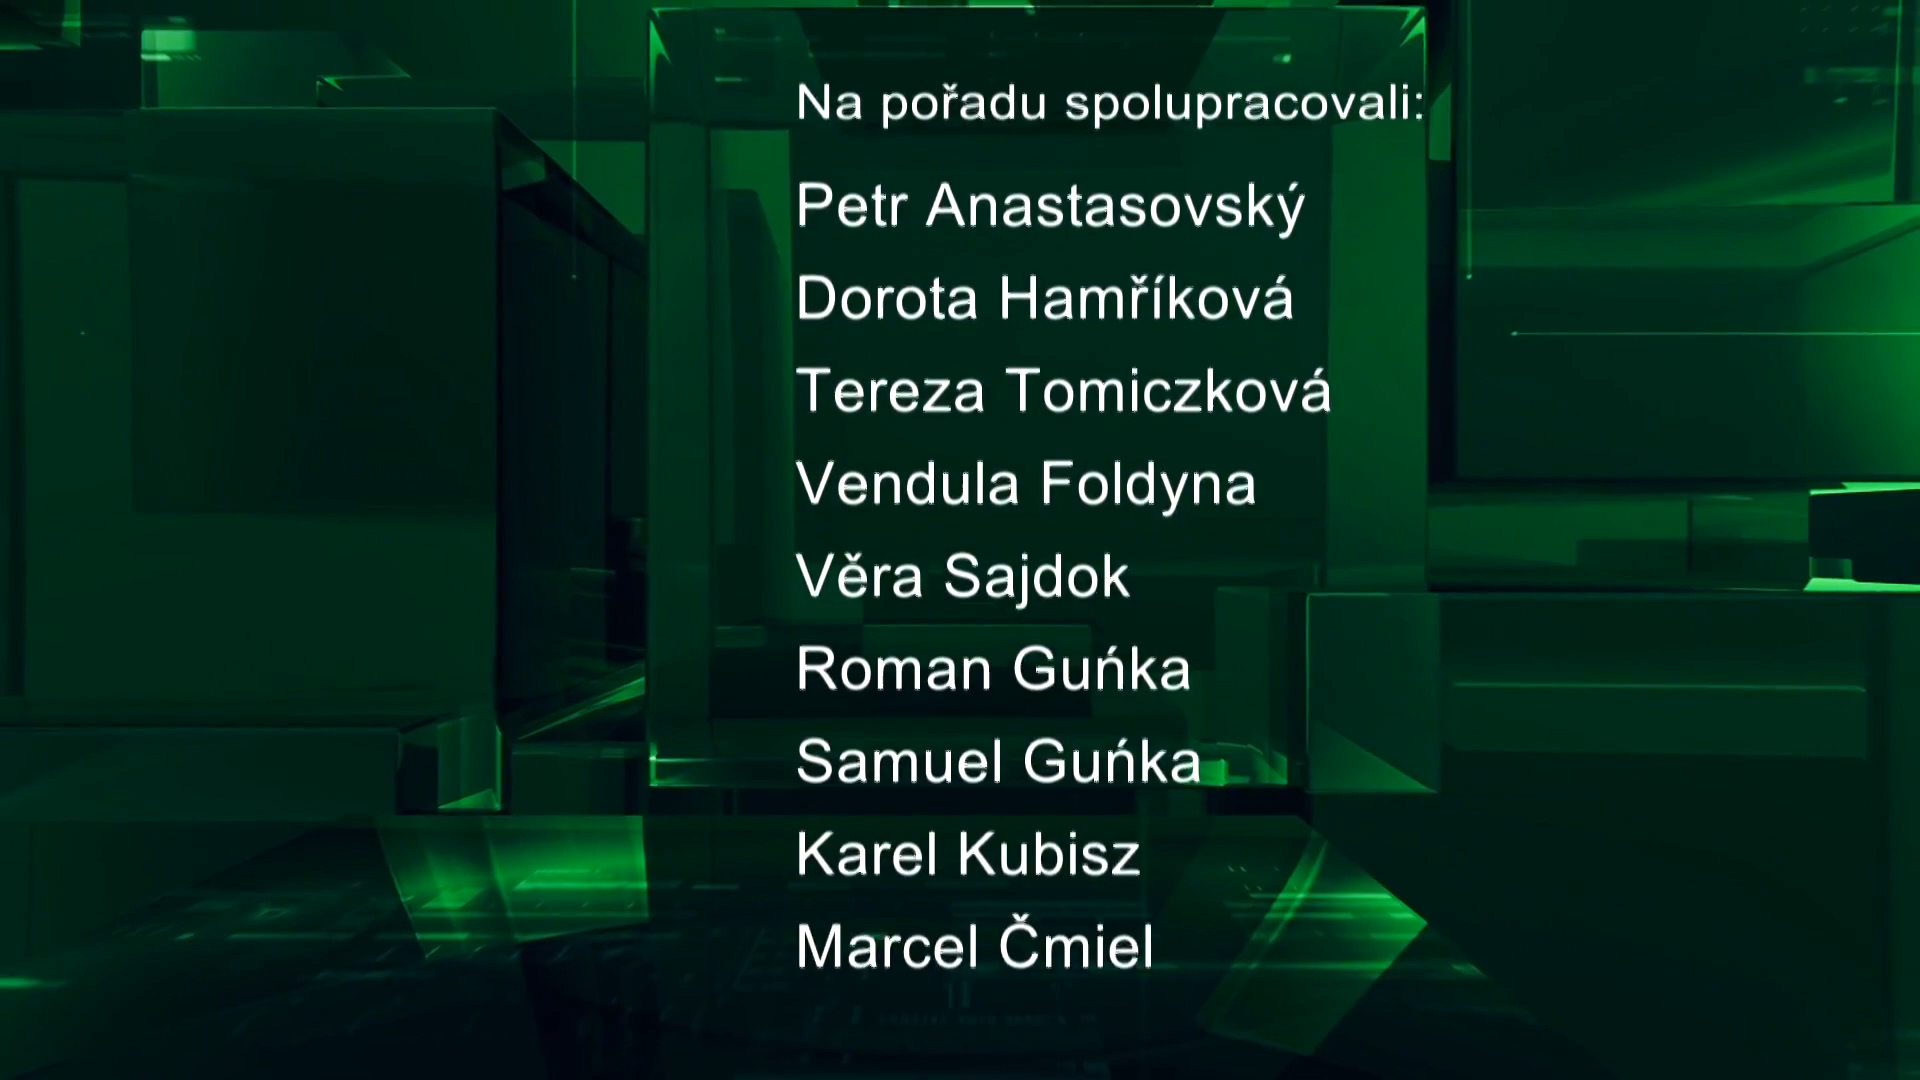 Na pořadu spolupracovali:
Petr Anastasovský
Dorota Hamříková
Tereza Tomiczková
Vendula Foldyna
Věra Sajdok
Roman Guńka
Samuel Guńka
Karel Kubisz
Marcel Čmiel